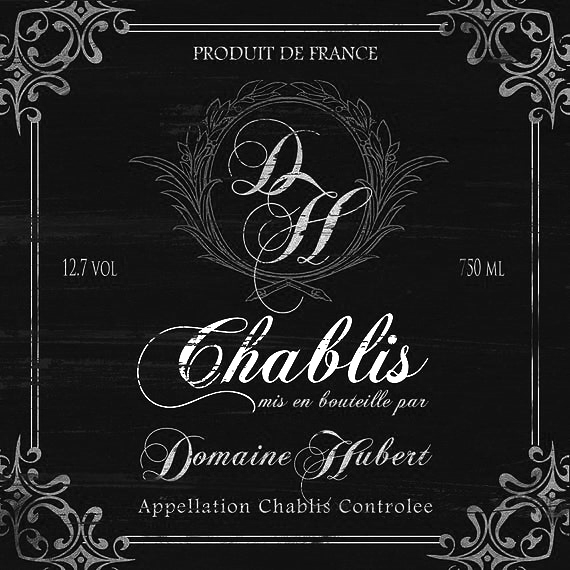 PRODUIT DE FRANCE
DH
12.7 VOL
750 ML
Chablis
mis en bouteille par
Domaine Hubert
Appellation Chablis Controlee